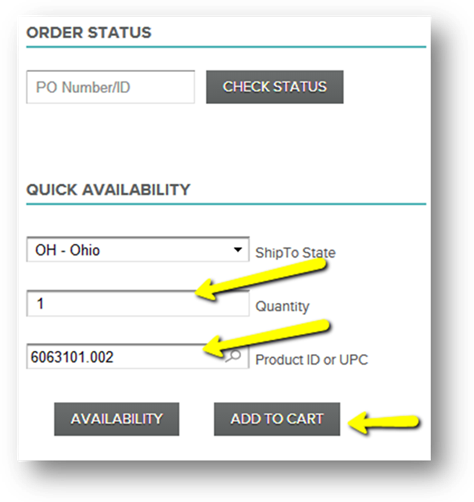 ORDER STATUS
PO Number/ID CHECK STATUS
QUICK AVAILABILITY
OH - Ohio ShipTo State
1 Quantity
6063101.002 Product ID or UPC
AVAILABILITY ADD TO CART